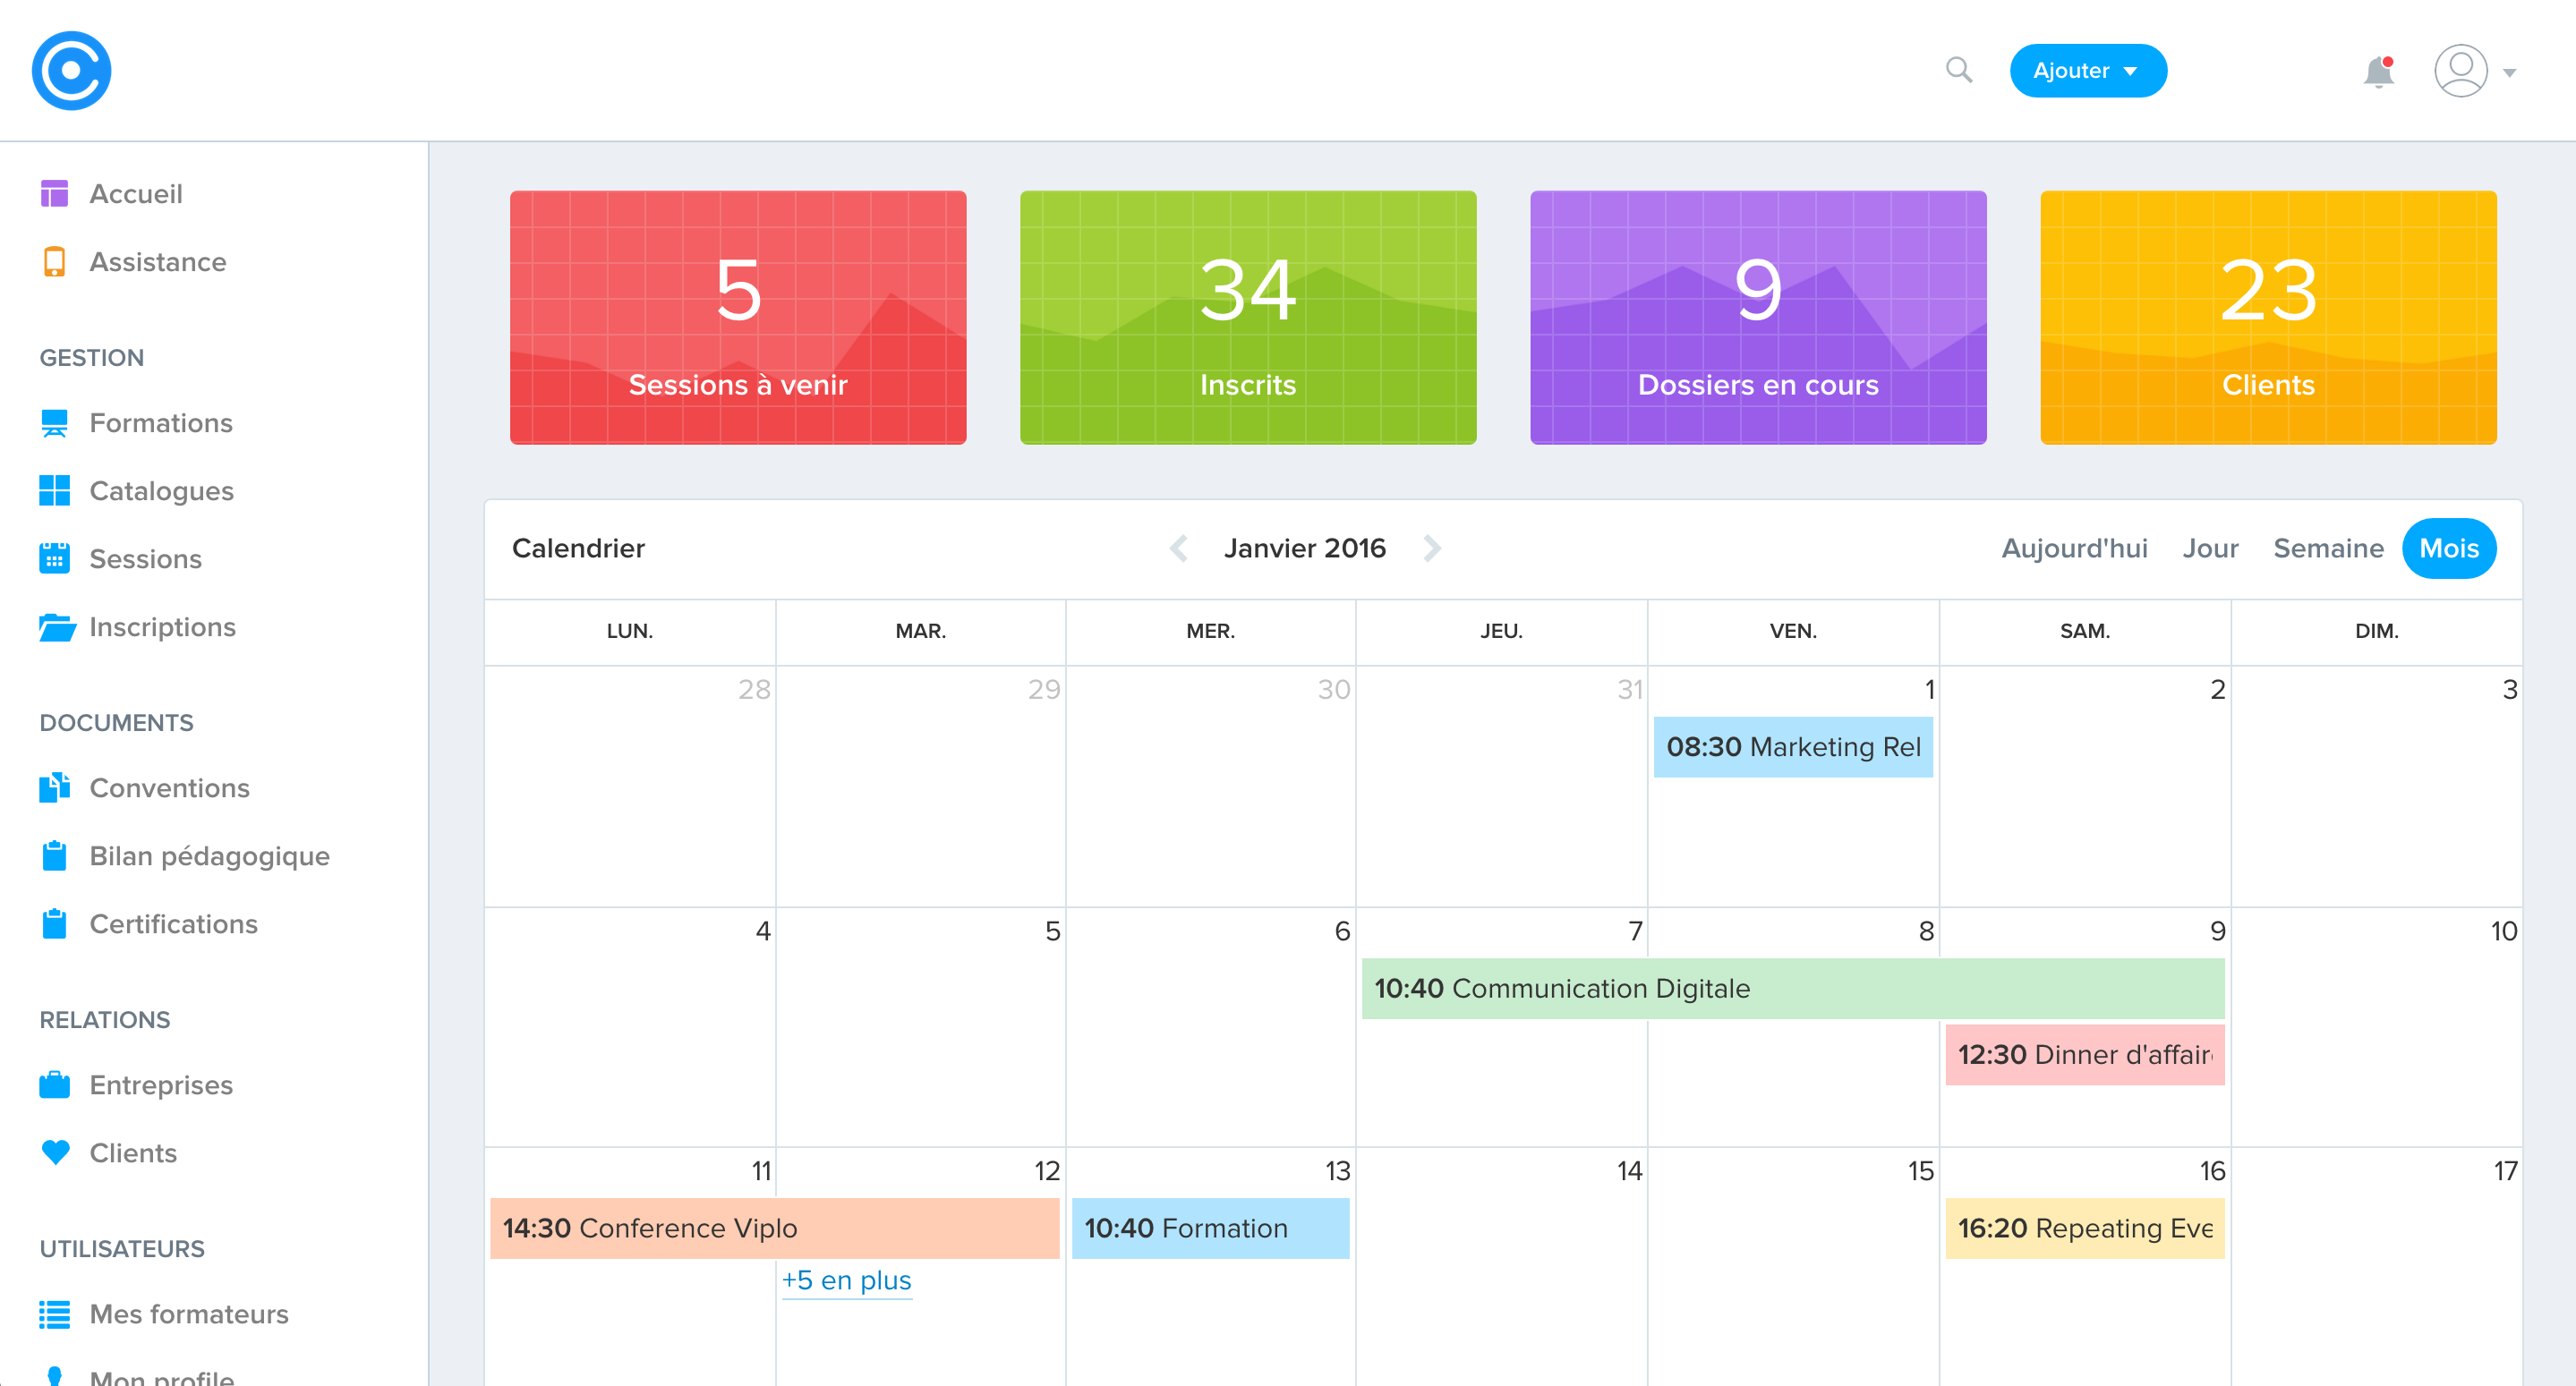 Ajouter
Accueil
Assistance
GESTION
Formations
Catalogues
Sessions
Inscriptions
DOCUMENTS
Conventions
Bilan pédagogique
Certifications
RELATIONS
Entreprises
Clients
UTILISATEURS
Mes formateurs
Mon profile
5
Sessions à venir
34
Inscrits
9
Dossiers en cours
23
Clients
Calendrier
Janvier 2016
Aujourd'hui Jour Semaine Mois
LUN. MAR. MER. JEU. VEN. SAM. DIM.
28 29 30 31 1 2 3
08:30 Marketing Rel
4 5 6 7 8 9 10
10:40 Communication Digitale
12:30 Dinner d'affair
11 12 13 14 15 16 17
14:30 Conference Viplo 10:40 Formation 16:20 Repeating Eve
+5 en plus